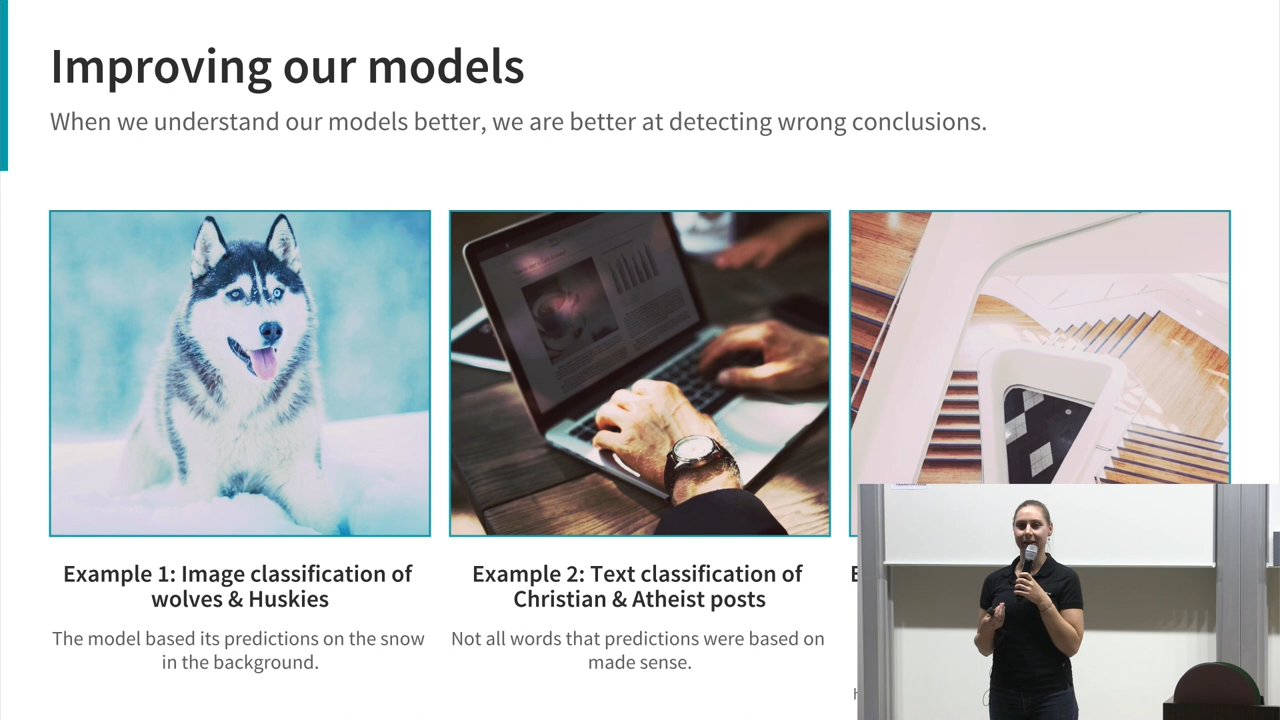 Improving our models
When we understand our models better, we are better at detecting wrong conclusions.
Example 1: Image classification of
wolves & Huskies
The model based its predictions on the snow
in the background.
Example 2: Text classification of
Christian & Atheist posts
Not all words that predictions were based on
made sense.